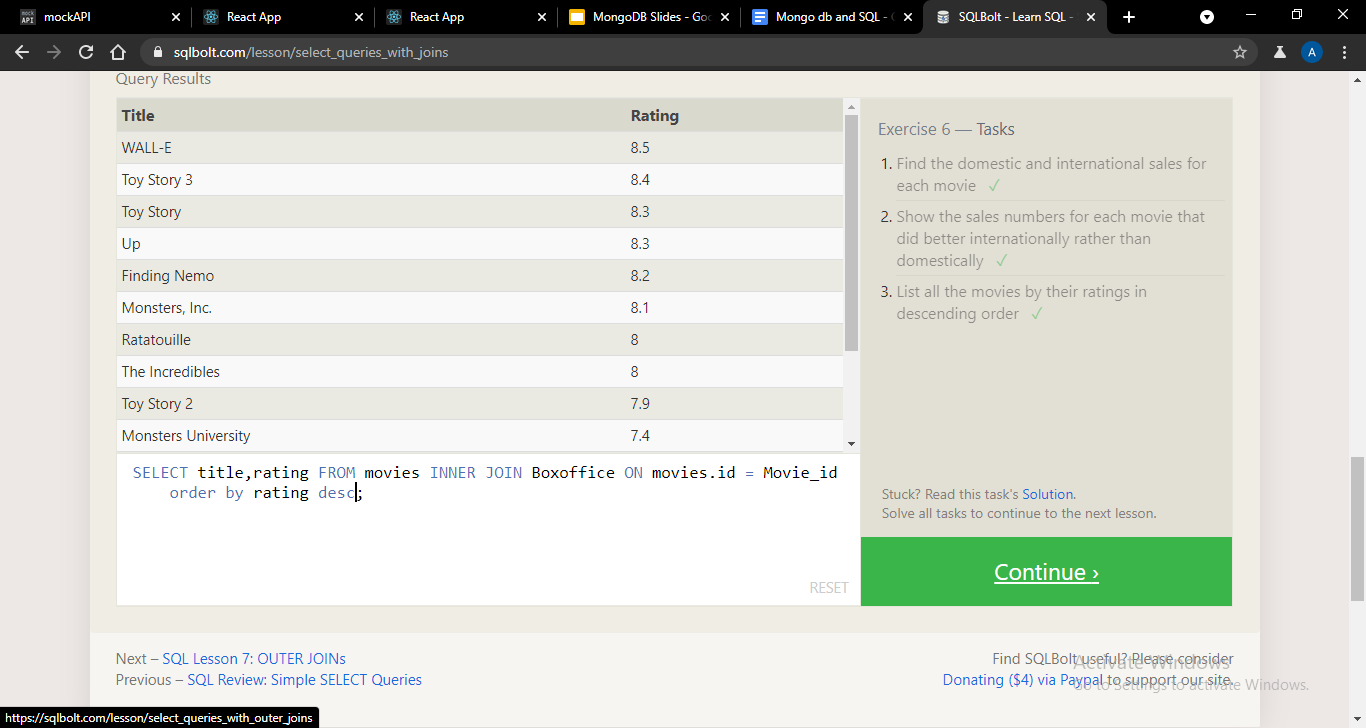 mock API mockAPI
React App
React App
MongoDB Slides - Goo
Mongo db and SQL -
SQLBolt - Learn SQL -
sqlbolt.com/lesson/select_queries_with_joins
A
Query Results
Title Rating
WALL-E 8.5
Toy Story 3 8.4
Toy Story 8.3
Up 8.3
Finding Nemo 8.2
Monsters, Inc. 8.1
Ratatouille 8
The Incredibles 8
Toy Story 2 7.9
Monsters University 7.4
SELECT title,rating FROM movies INNER JOIN Boxoffice ON movies.id = Movie_id
order by rating desc;
RESET
Exercise 6 — Tasks
1. Find the domestic and international sales for
each movie ✓
2. Show the sales numbers for each movie that
did better internationally rather than
domestically ✓
3. List all the movies by their ratings in
descending order ✓
Stuck? Read this task's Solution.
Solve all tasks to continue to the next lesson.
Continue ›
Next – SQL Lesson 7: OUTER JOINs
Previous – SQL Review: Simple SELECT Queries
Find SQLBolt useful? Please consider
Donating ($4) via Paypal to support our site.
Activate Windows
Go to Settings to activate Windows.
https://sqlbolt.com/lesson/select_queries_with_outer_joins